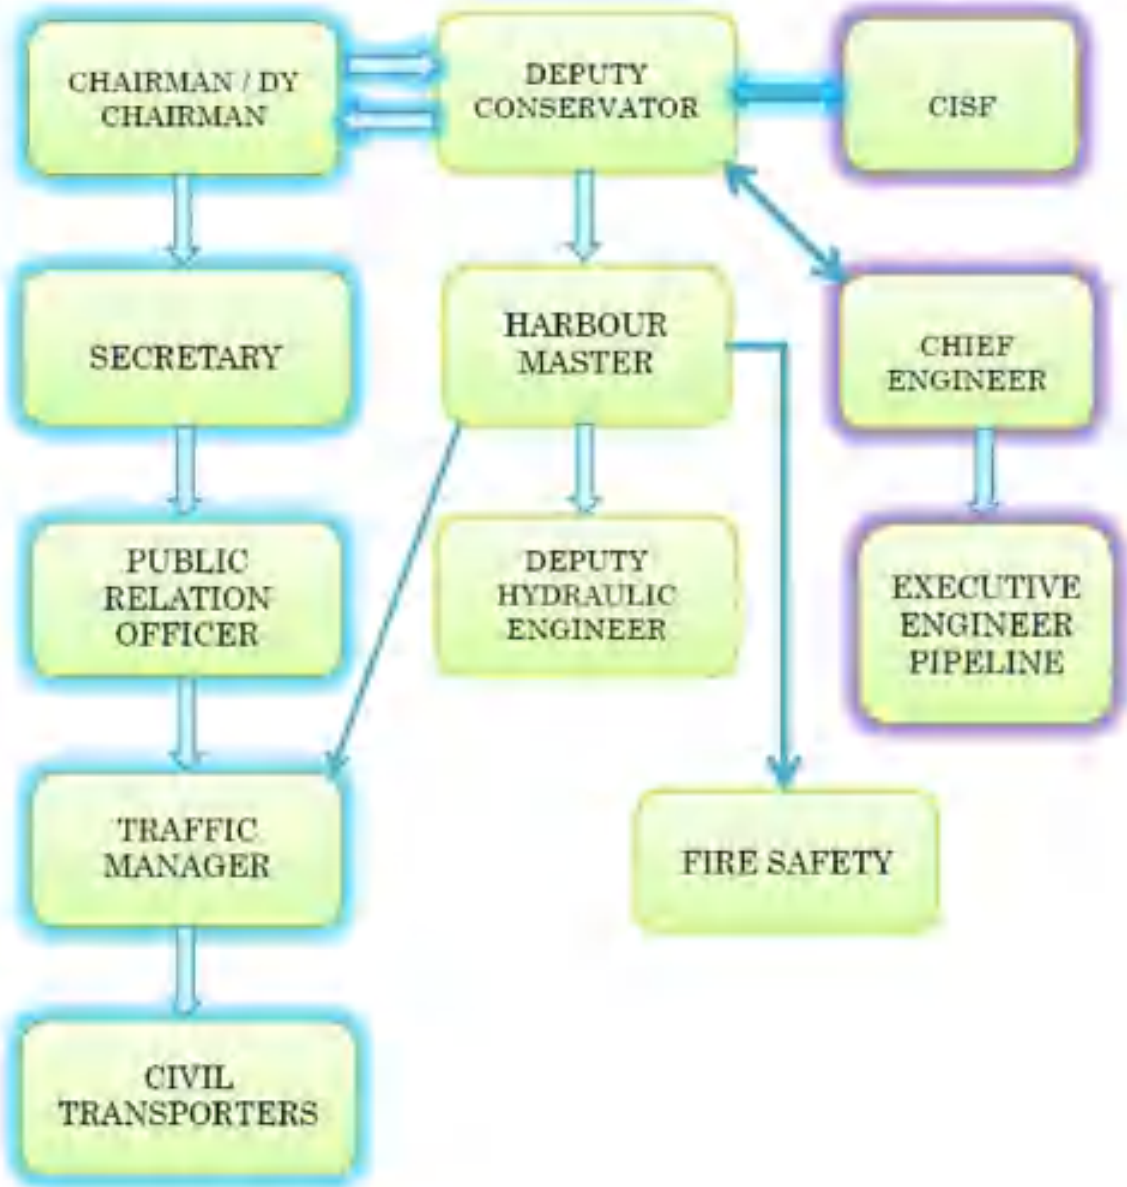 CHAIRMAN / DY
CHAIRMAN
DEPUTY
CONSERVATOR
CISF
SECRETARY
HARBOUR
MASTER
CHIEF
ENGINEER
PUBLIC
RELATION
OFFICER
DEPUTY
HYDRAULIC
ENGINEER
EXECUTIVE
ENGINEER
PIPELINE
TRAFFIC
MANAGER
FIRE SAFETY
CIVIL
TRANSPORTERS